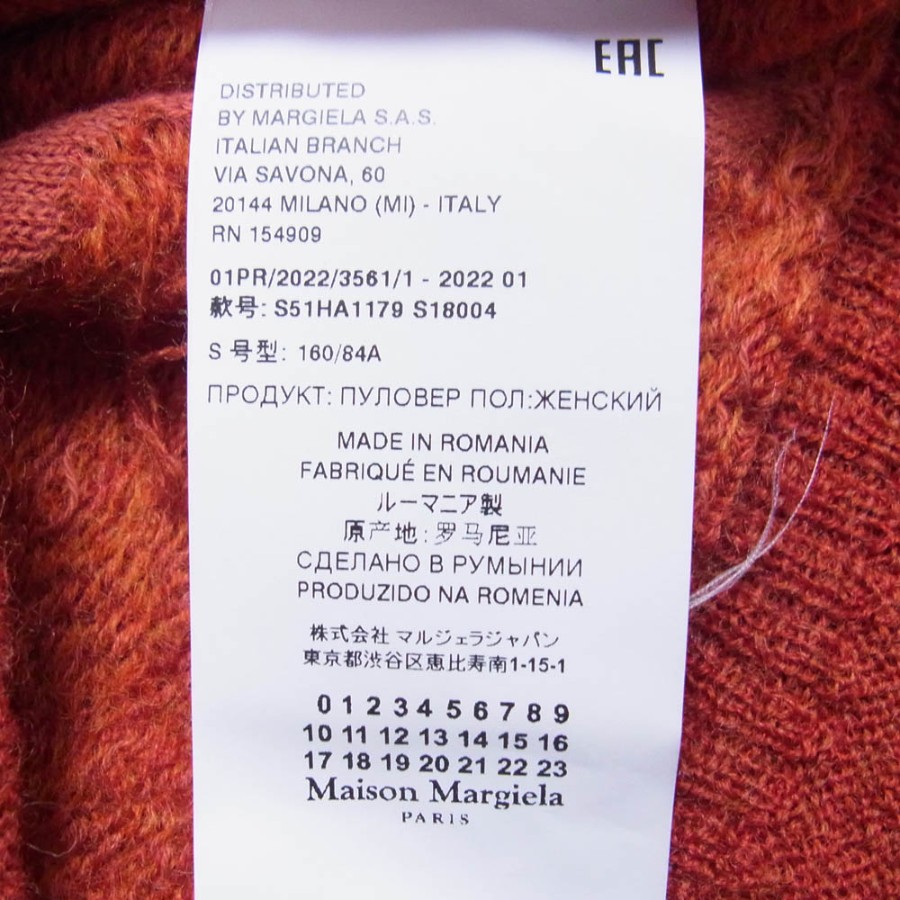 EAC
DISTRIBUTED
BY MARGIELA S.A.S.
ITALIAN BRANCH
VIA SAVONA, 60
20144 MILANO (MI) - ITALY
RN 154909
01PR/2022/3561/1 - 2022 01
款号: S51HA1179 S18004
S 号型: 160/84A
ПРОДУКТ: ПУЛОВЕР ПОЛ:ЖЕНСКИЙ
MADE IN ROMANIA
FABRIQUÉ EN ROUMANIE
ルーマニア製
原产地: 罗马尼亚
СДЕЛАНО В РУМЫНИИ
PRODUZIDO NA ROMENIA
株式会社 マルジェラジャパン
東京都渋谷区恵比寿南1-15-1
0 1 2 3 4 5 6 7 8 9
10 11 12 13 14 15 16
17 18 19 20 21 22 23
Maison Margiela
PARIS